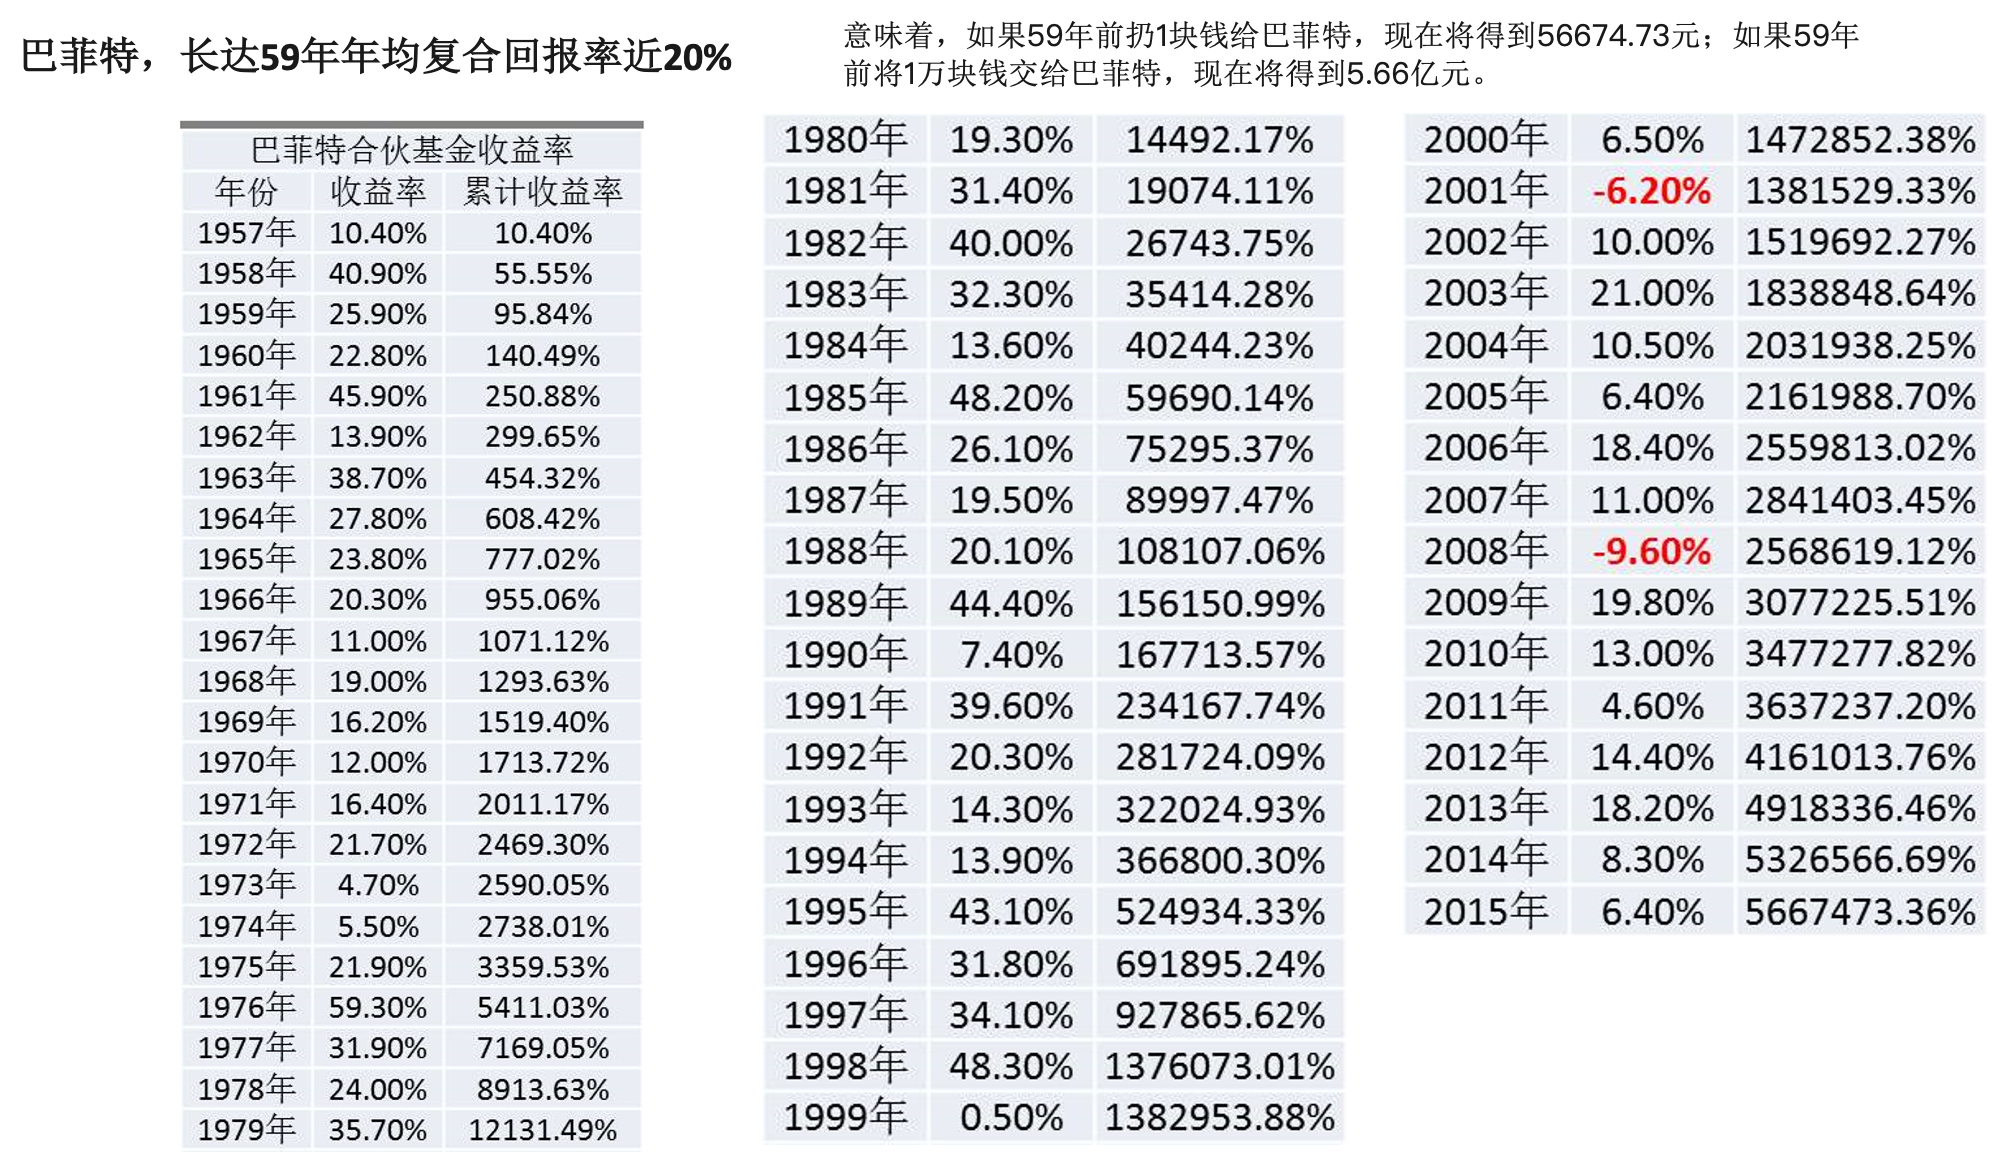 巴菲特，长达59年年均复合回报率近20%
意味着，如果59年前扔1块钱给巴菲特，现在将得到56674.73元；如果59年
前将1万块钱交给巴菲特，现在将得到5.66亿元。
巴菲特合伙基金收益率
年份 收益率 累计收益率
1957年 10.40% 10.40%
1958年 40.90% 55.55%
1959年 25.90% 95.84%
1960年 22.80% 140.49%
1961年 45.90% 250.88%
1962年 13.90% 299.65%
1963年 38.70% 454.32%
1964年 27.80% 608.42%
1965年 23.80% 777.02%
1966年 20.30% 955.06%
1967年 11.00% 1071.12%
1968年 19.00% 1293.63%
1969年 16.20% 1519.40%
1970年 12.00% 1713.72%
1971年 16.40% 2011.17%
1972年 21.70% 2469.30%
1973年 4.70% 2590.05%
1974年 5.50% 2738.01%
1975年 21.90% 3359.53%
1976年 59.30% 5411.03%
1977年 31.90% 7169.05%
1978年 24.00% 8913.63%
1979年 35.70% 12131.49%
1980年 19.30% 14492.17%
1981年 31.40% 19074.11%
1982年 40.00% 26743.75%
1983年 32.30% 35414.28%
1984年 13.60% 40244.23%
1985年 48.20% 59690.14%
1986年 26.10% 75295.37%
1987年 19.50% 89997.47%
1988年 20.10% 108107.06%
1989年 44.40% 156150.99%
1990年 7.40% 167713.57%
1991年 39.60% 234167.74%
1992年 20.30% 281724.09%
1993年 14.30% 322024.93%
1994年 13.90% 366800.30%
1995年 43.10% 524934.33%
1996年 31.80% 691895.24%
1997年 34.10% 927865.62%
1998年 48.30% 1376073.01%
1999年 0.50% 1382953.88%
2000年 6.50% 1472852.38%
2001年 -6.20% 1381529.33%
2002年 10.00% 1519692.27%
2003年 21.00% 1838848.64%
2004年 10.50% 2031938.25%
2005年 6.40% 2161988.70%
2006年 18.40% 2559813.02%
2007年 11.00% 2841403.45%
2008年 -9.60% 2568619.12%
2009年 19.80% 3077225.51%
2010年 13.00% 3477277.82%
2011年 4.60% 3637237.20%
2012年 14.40% 4161013.76%
2013年 18.20% 4918336.46%
2014年 8.30% 5326566.69%
2015年 6.40% 5667473.36%